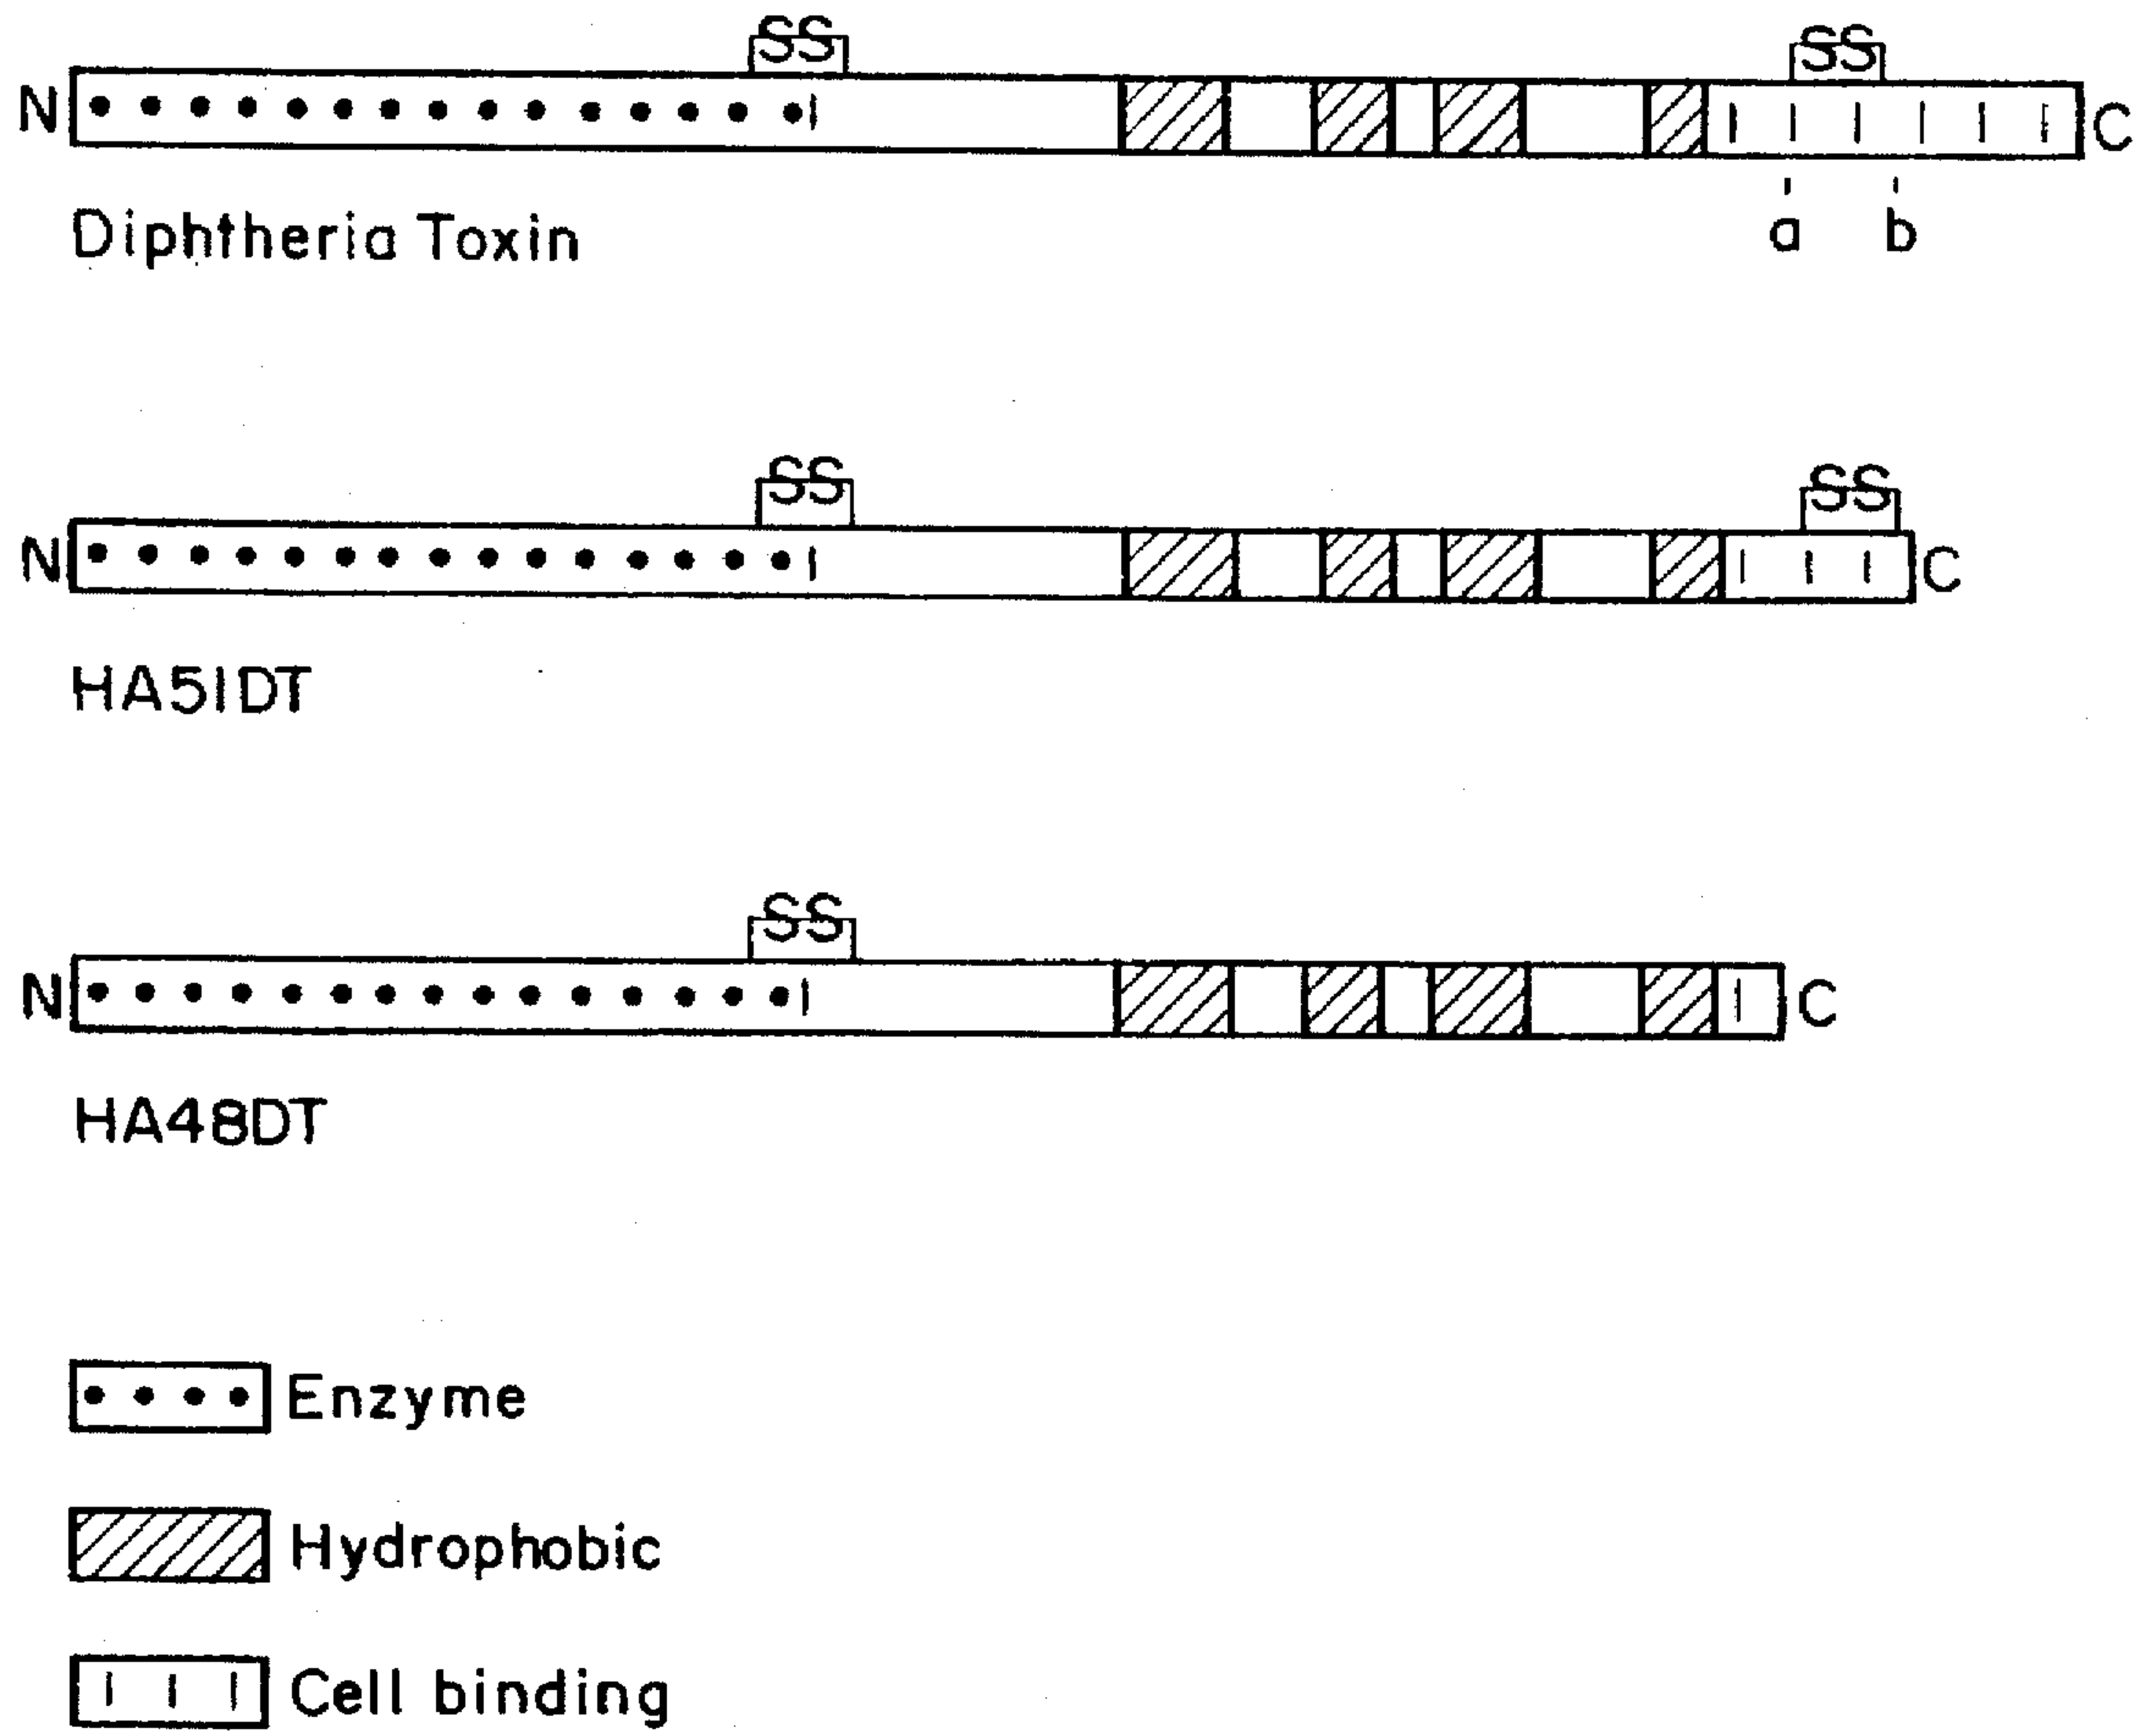 SS SS
N C
Diphtheria Toxin a b
SS SS
N C
HA51DT
SS
N C
HA48DT
Enzyme
Hydrophobic
Cell binding